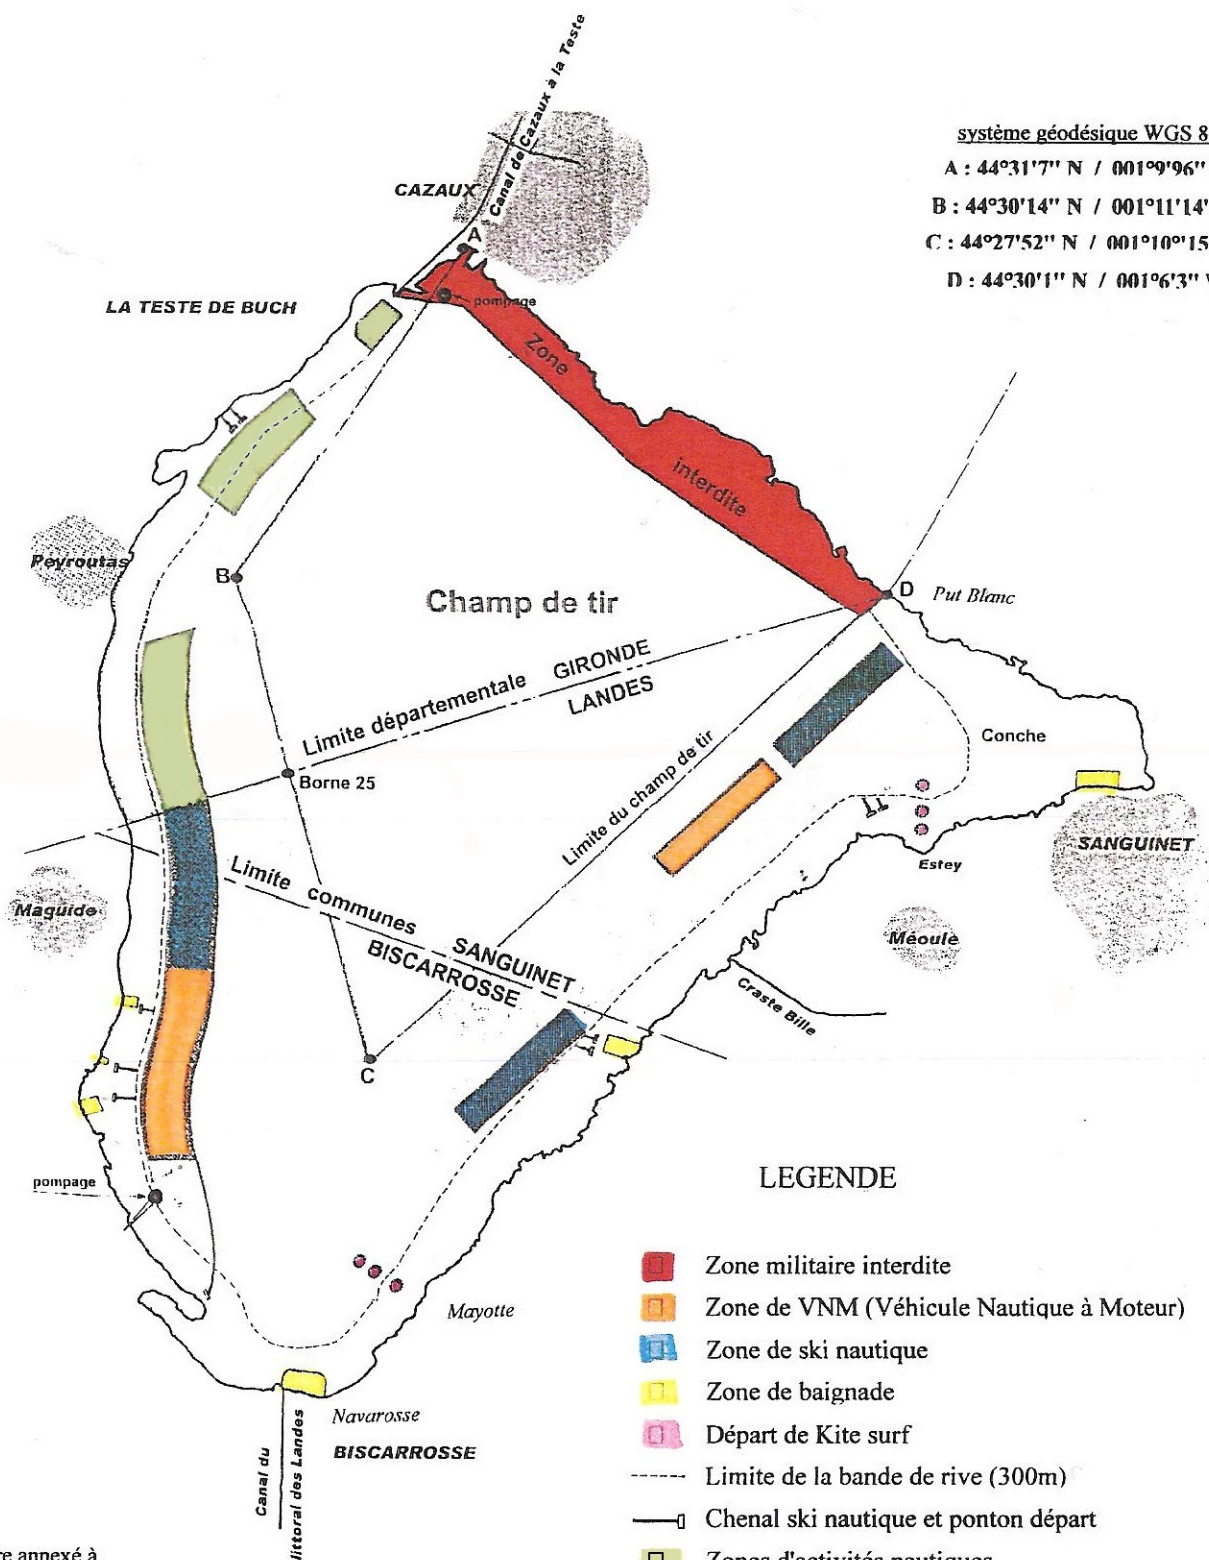 système géodésique WGS 8
A : 44°31'7" N / 001°9'96"
B : 44°30'14" N / 001°11'14"
C : 44°27'52" N / 001°10°'15
D : 44°30'1" N / 001°6'3"
Canal de Cazaux à la Teste
CAZAUX
A
pompage
LA TESTE DE BUCH
Zone
interdite
Peyroutas
B
Champ de tir
D
Put Blanc
Limite départementale GIRONDE
LANDES
Conche
Borne 25
Limite du champ de tir
SANGUINET
Estey
Limite communes SANGUINET
BISCARROSSE
Maguide
Méoule
Craste Bille
C
pompage
Mayotte
Navarosse
BISCARROSSE
Canal du
littoral des Landes
LEGENDE
Zone militaire interdite
Zone de VNM (Véhicule Nautique à Moteur)
Zone de ski nautique
Zone de baignade
Départ de Kite surf
Limite de la bande de rive (300m)
Chenal ski nautique et ponton départ
Zones d'activités nautiques
re annexé à